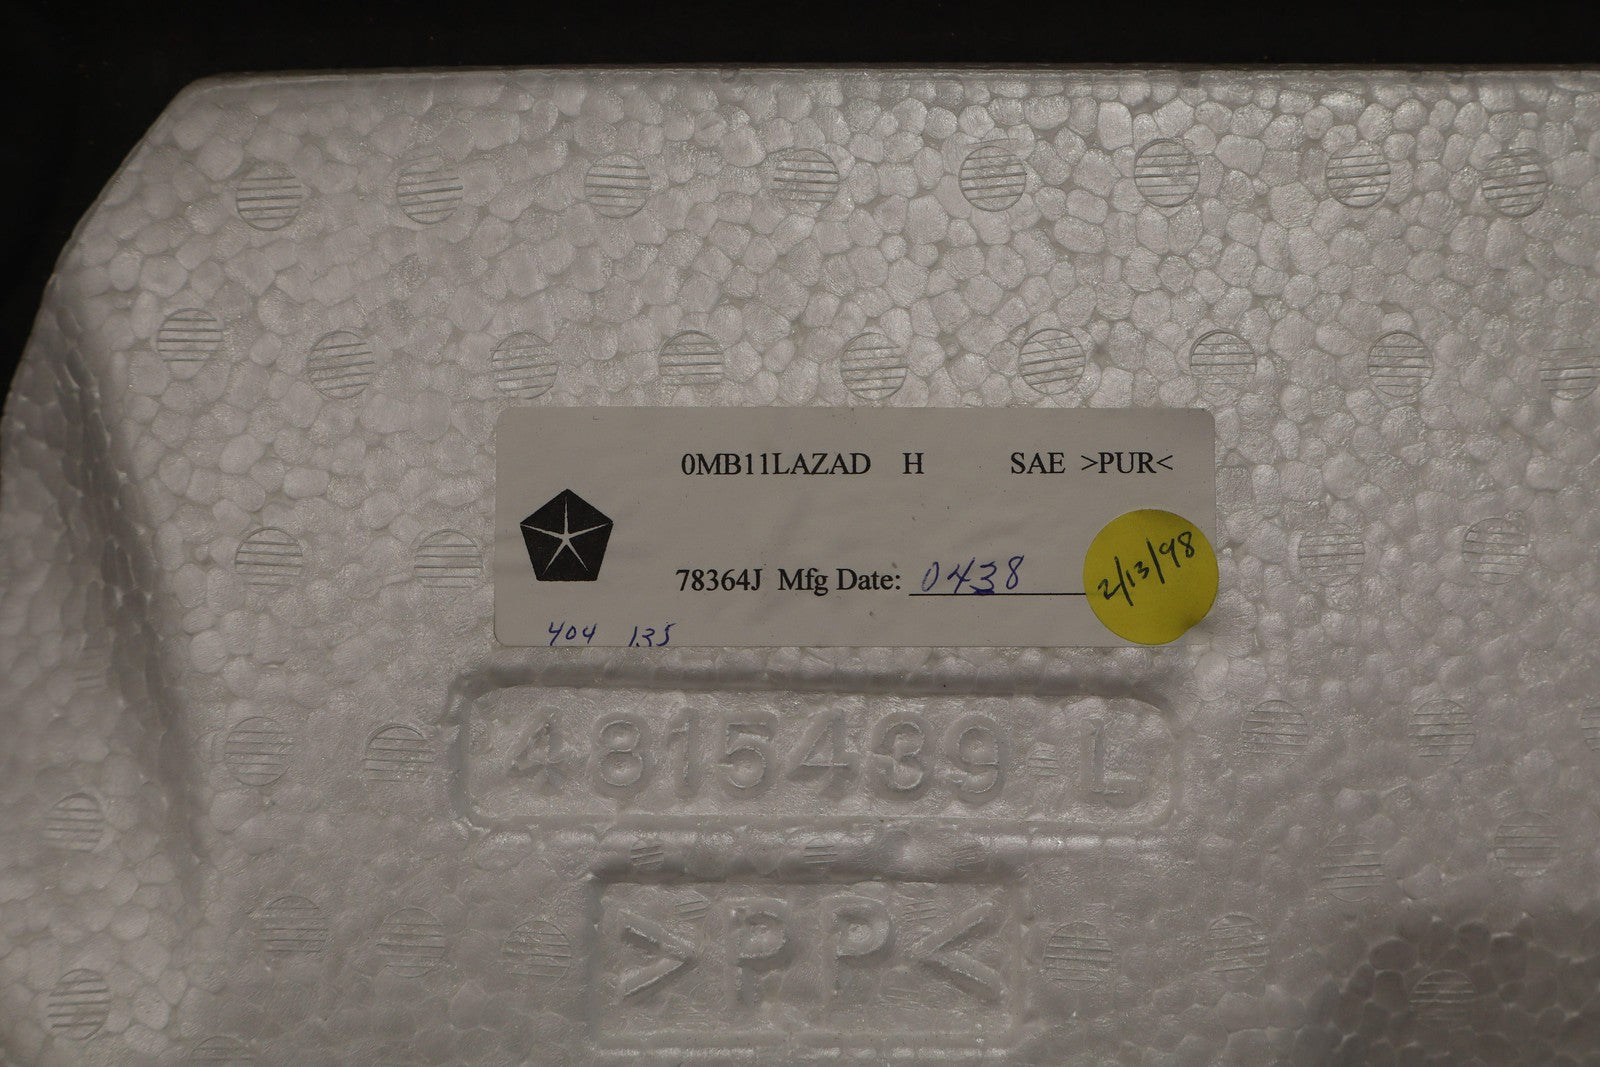 0MB11LAZAD H SAE >PUR<
78364J Mfg Date: 0438
2/13/98
404 135
4815439 L
>PP<